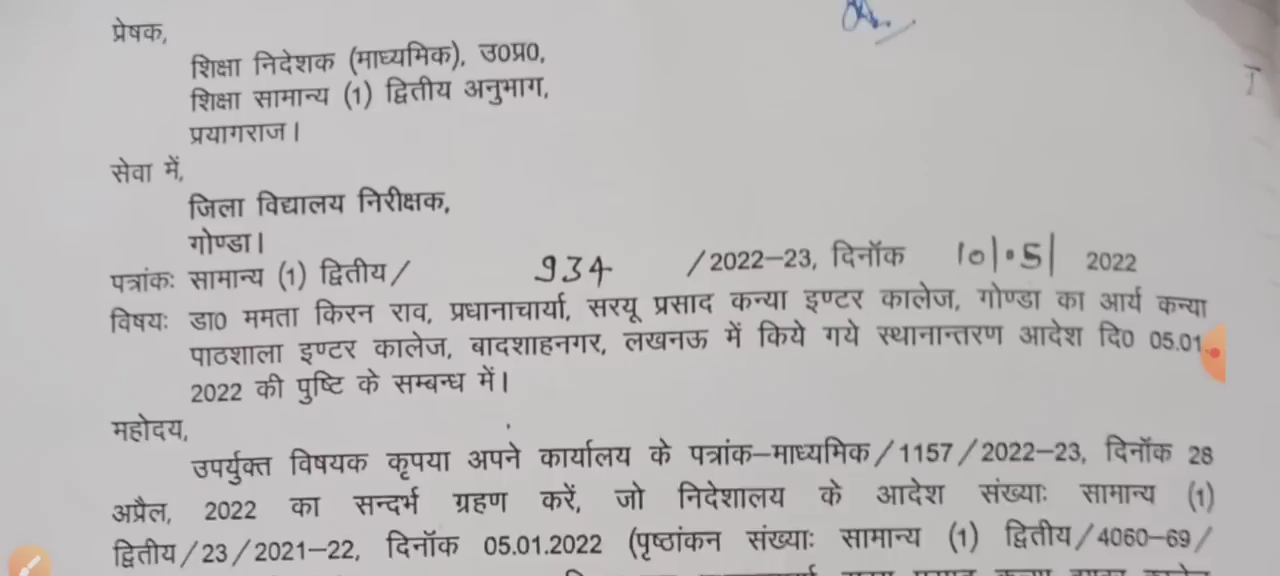 प्रेषक,
शिक्षा निदेशक (माध्यमिक), उ0प्र0,
शिक्षा सामान्य (1) द्वितीय अनुभाग,
प्रयागराज।
सेवा में,
जिला विद्यालय निरीक्षक,
गोण्डा।
पत्रांकः सामान्य (1) द्वितीय/ 934 /2022–23, दिनॉक 10|05| 2022
विषयः डा0 ममता किरन राव, प्रधानाचार्या, सरयू प्रसाद कन्या इण्टर कालेज, गोण्डा का आर्य कन्या
पाठशाला इण्टर कालेज, बादशाहनगर, लखनऊ में किये गये स्थानान्तरण आदेश दि0 05.01
2022 की पुष्टि के सम्बन्ध में।
महोदय,
उपर्युक्त विषयक कृपया अपने कार्यालय के पत्रांक–माध्यमिक/1157/2022–23, दिनॉक 28
अप्रैल, 2022 का सन्दर्भ ग्रहण करें, जो निदेशालय के आदेश संख्याः सामान्य (1)
द्वितीय/23/2021–22, दिनॉक 05.01.2022 (पृष्ठांकन संख्याः सामान्य (1) द्वितीय/4060–69/